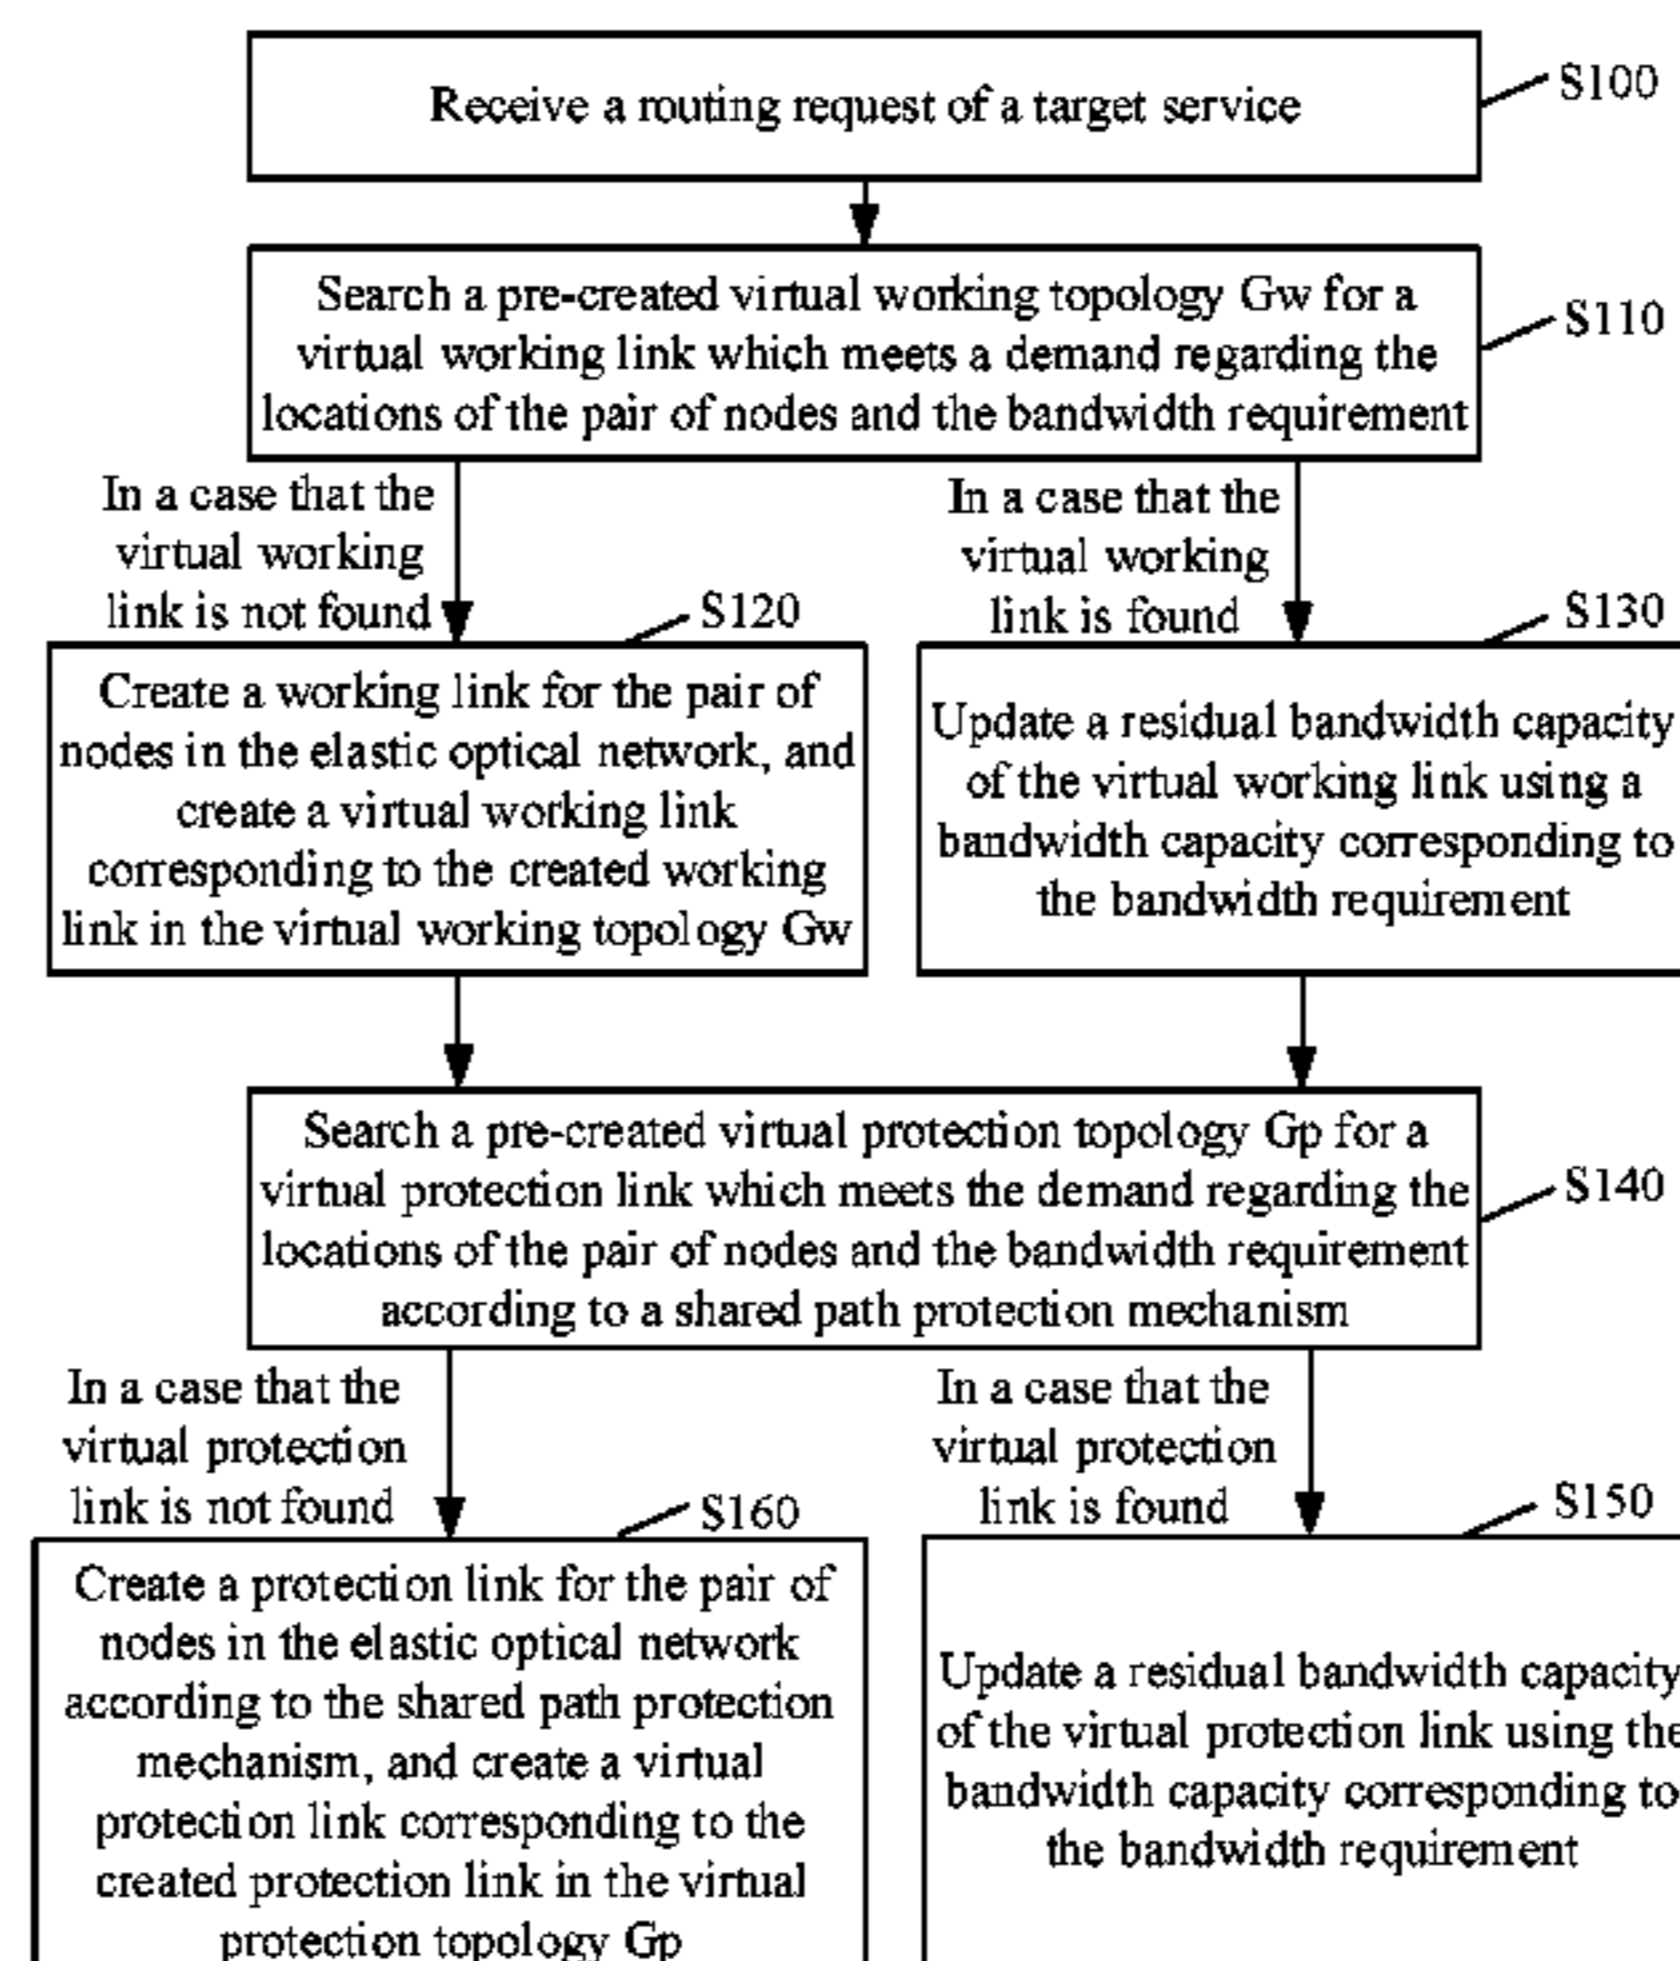 Receive a routing request of a target service
S100
Search a pre-created virtual working topology Gw for a
virtual working link which meets a demand regarding the
locations of the pair of nodes and the bandwidth requirement
S110
In a case that the
virtual working
link is not found
In a case that the
virtual working
link is found
S120
Create a working link for the pair of
nodes in the elastic optical network, and
create a virtual working link
corresponding to the created working
link in the virtual working topology Gw
S130
Update a residual bandwidth capacity
of the virtual working link using a
bandwidth capacity corresponding to
the bandwidth requirement
Search a pre-created virtual protection topology Gp for a
virtual protection link which meets the demand regarding the
locations of the pair of nodes and the bandwidth requirement
according to a shared path protection mechanism
S140
In a case that the
virtual protection
link is not found
In a case that the
virtual protection
link is found
S160
Create a protection link for the pair of
nodes in the elastic optical network
according to the shared path protection
mechanism, and create a virtual
protection link corresponding to the
created protection link in the virtual
protection topology Gp
S150
Update a residual bandwidth capacity
of the virtual protection link using the
bandwidth capacity corresponding to
the bandwidth requirement